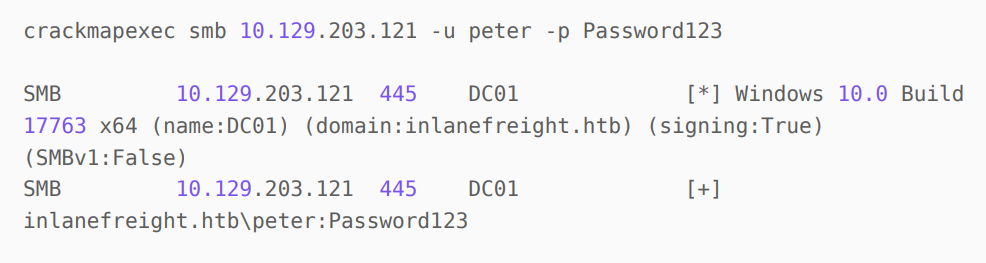 crackmapexec smb 10.129.203.121 -u peter -p Password123
SMB 10.129.203.121 445 DC01 [*] Windows 10.0 Build
17763 x64 (name:DC01) (domain:inlanefreight.htb) (signing:True)
(SMBv1:False)
SMB 10.129.203.121 445 DC01 [+]
inlanefreight.htb\peter:Password123